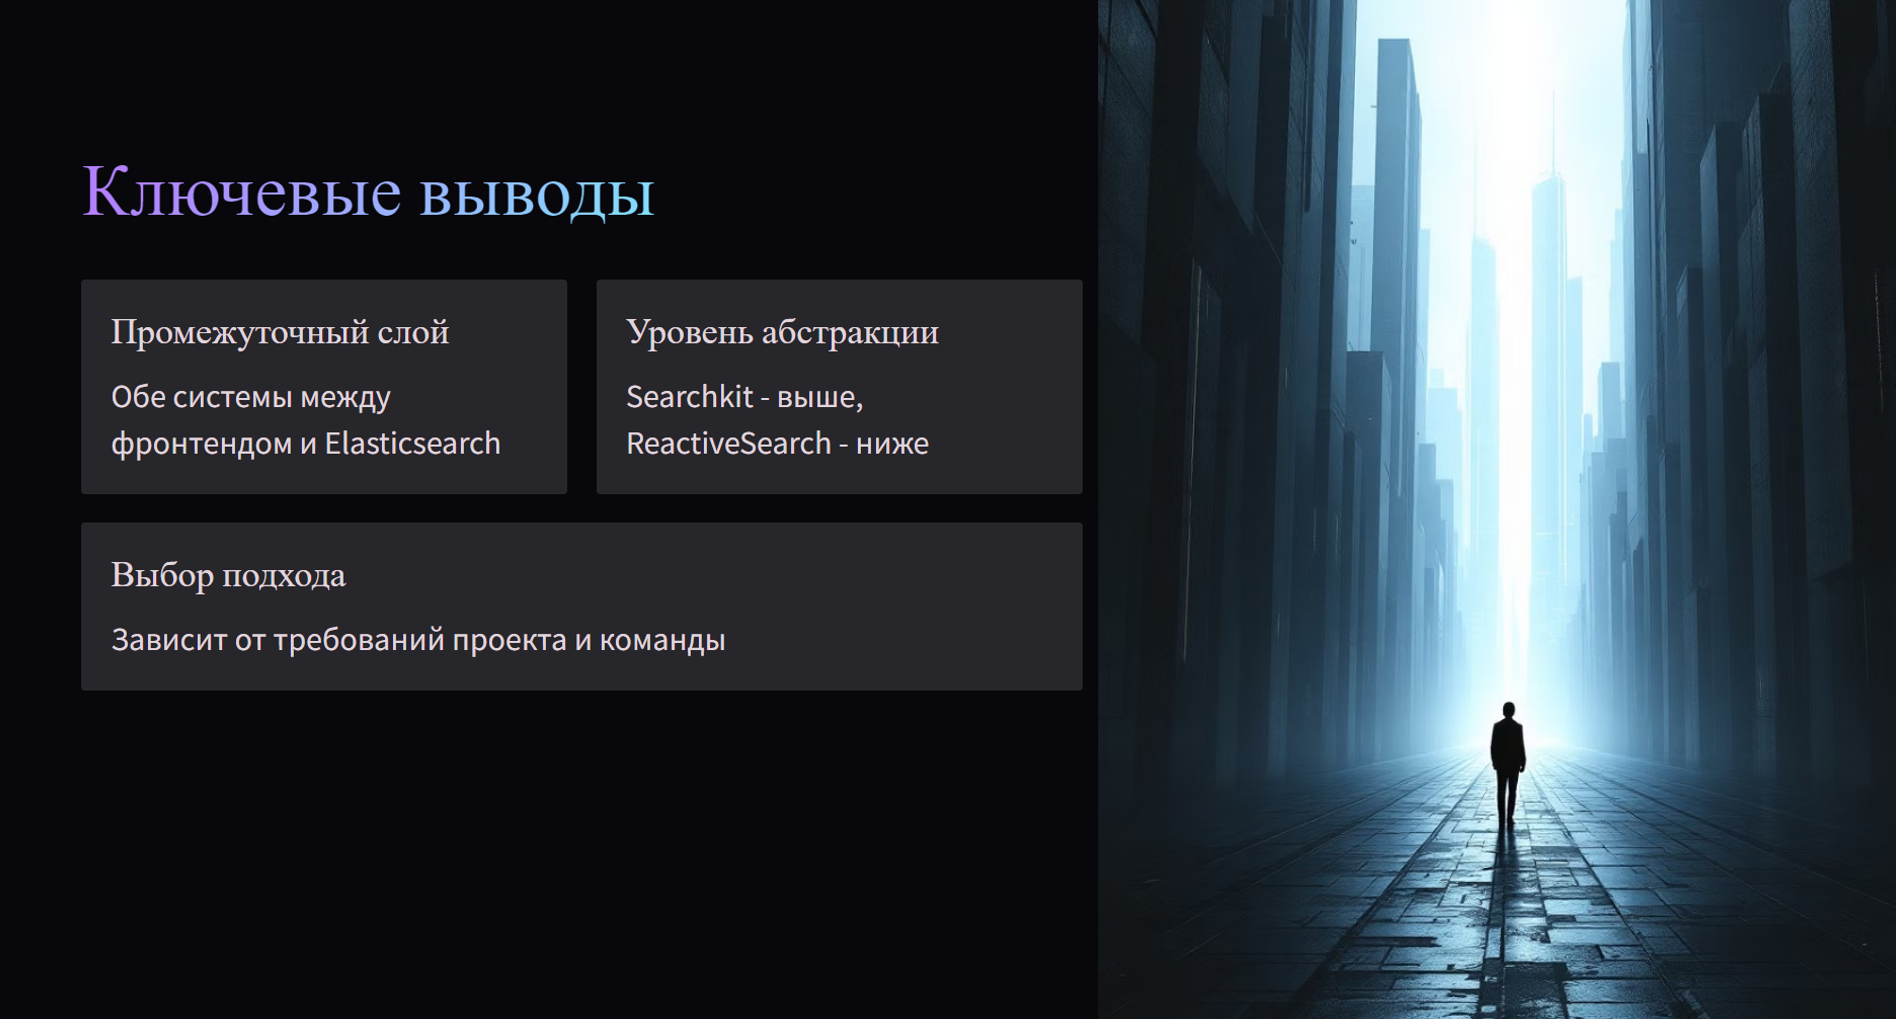 Ключевые выводы
Промежуточный слой
Обе системы между
фронтендом и Elasticsearch
Уровень абстракции
Searchkit - выше,
ReactiveSearch - ниже
Выбор подхода
Зависит от требований проекта и команды